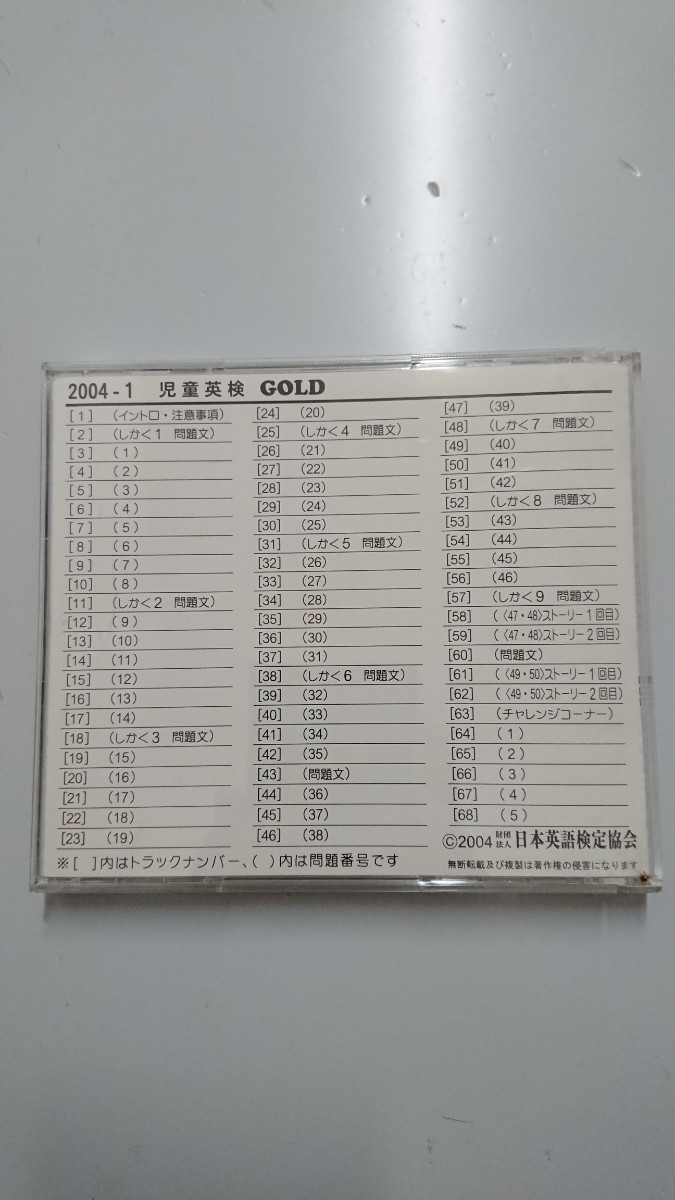 2004-1 児童英検 GOLD
[1] (イントロ・注意事項)
[2] (しかく1 問題文)
[3] (1)
[4] (2)
[5] (3)
[6] (4)
[7] (5)
[8] (6)
[9] (7)
[10] (8)
[11] (しかく2 問題文)
[12] (9)
[13] (10)
[14] (11)
[15] (12)
[16] (13)
[17] (14)
[18] (しかく3 問題文)
[19] (15)
[20] (16)
[21] (17)
[22] (18)
[23] (19)
[24] (20)
[25] (しかく4 問題文)
[26] (21)
[27] (22)
[28] (23)
[29] (24)
[30] (25)
[31] (しかく5 問題文)
[32] (26)
[33] (27)
[34] (28)
[35] (29)
[36] (30)
[37] (31)
[38] (しかく6 問題文)
[39] (32)
[40] (33)
[41] (34)
[42] (35)
[43] (問題文)
[44] (36)
[45] (37)
[46] (38)
[47] (39)
[48] (しかく7 問題文)
[49] (40)
[50] (41)
[51] (42)
[52] (しかく8 問題文)
[53] (43)
[54] (44)
[55] (45)
[56] (46)
[57] (しかく9 問題文)
[58] (〈47・48〉ストーリー1回目)
[59] (〈47・48〉ストーリー2回目)
[60] (問題文)
[61] (〈49・50〉ストーリー1回目)
[62] (〈49・50〉ストーリー2回目)
[63] (チャレンジコーナー)
[64] (1)
[65] (2)
[66] (3)
[67] (4)
[68] (5)
※[ ]内はトラックナンバー、( )内は問題番号です
©2004 財団法人 日本英語検定協会
無断転載及び複製は著作権の侵害になります